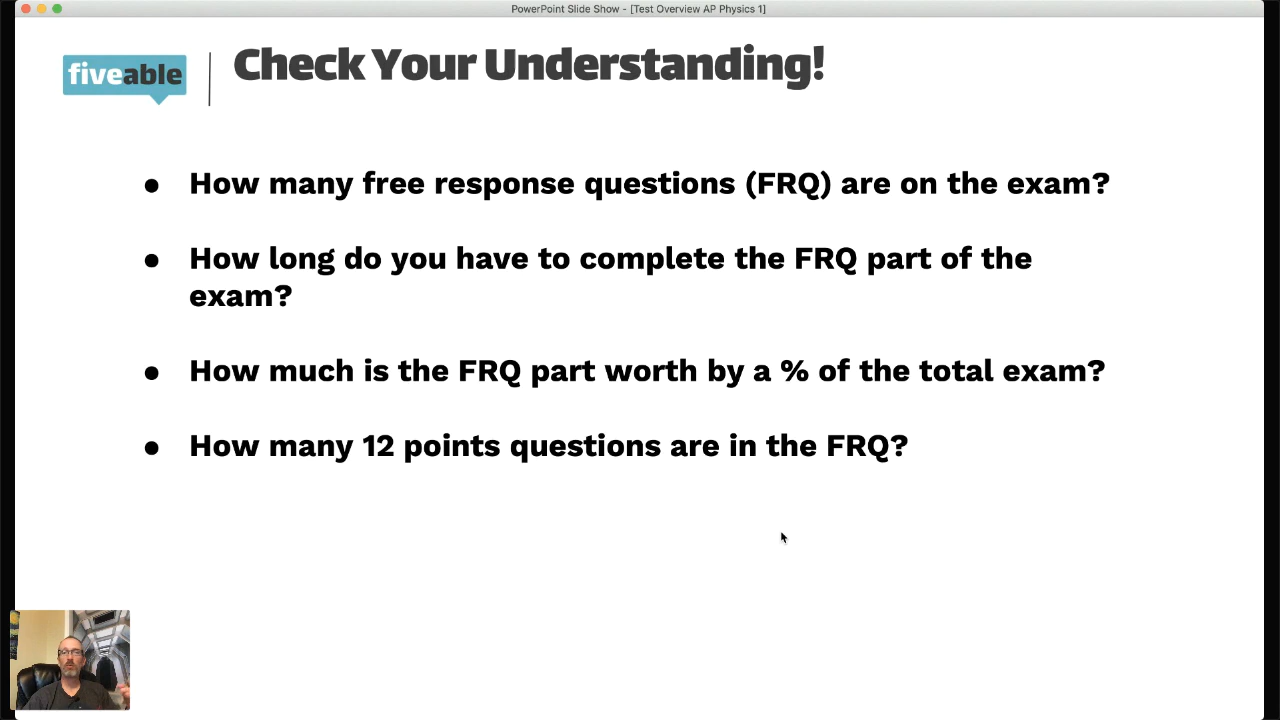 PowerPoint Slide Show - [Test Overview AP Physics 1]
fiveable
Check Your Understanding!
● How many free response questions (FRQ) are on the exam?
● How long do you have to complete the FRQ part of the
exam?
● How much is the FRQ part worth by a % of the total exam?
● How many 12 points questions are in the FRQ?